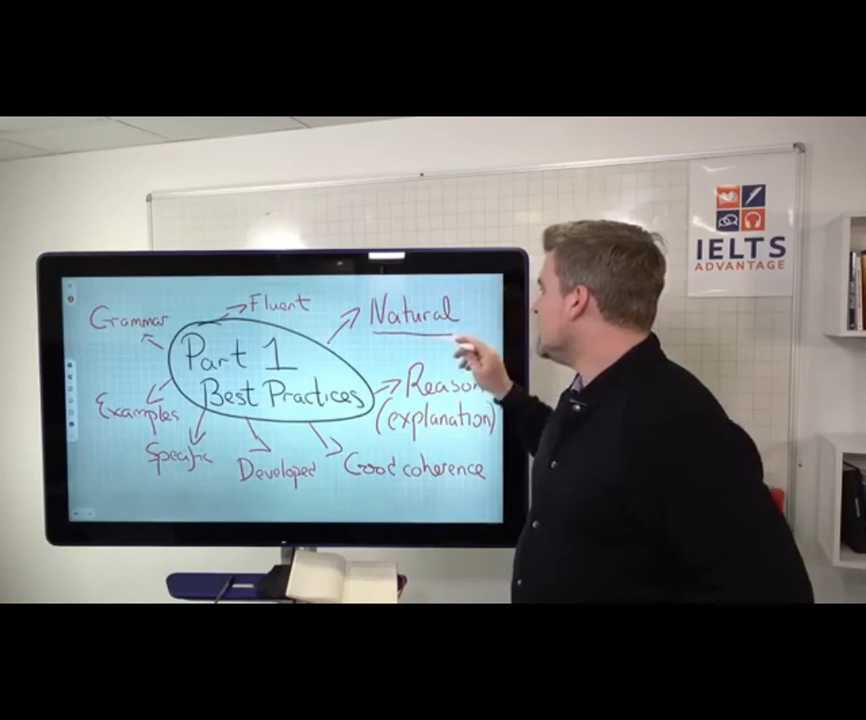 Fluent
Natural
Grammar
Part 1
Best Practices
Reason
(explanation)
Examples
Specific
Developed
Good coherence
IELTS
ADVANTAGE